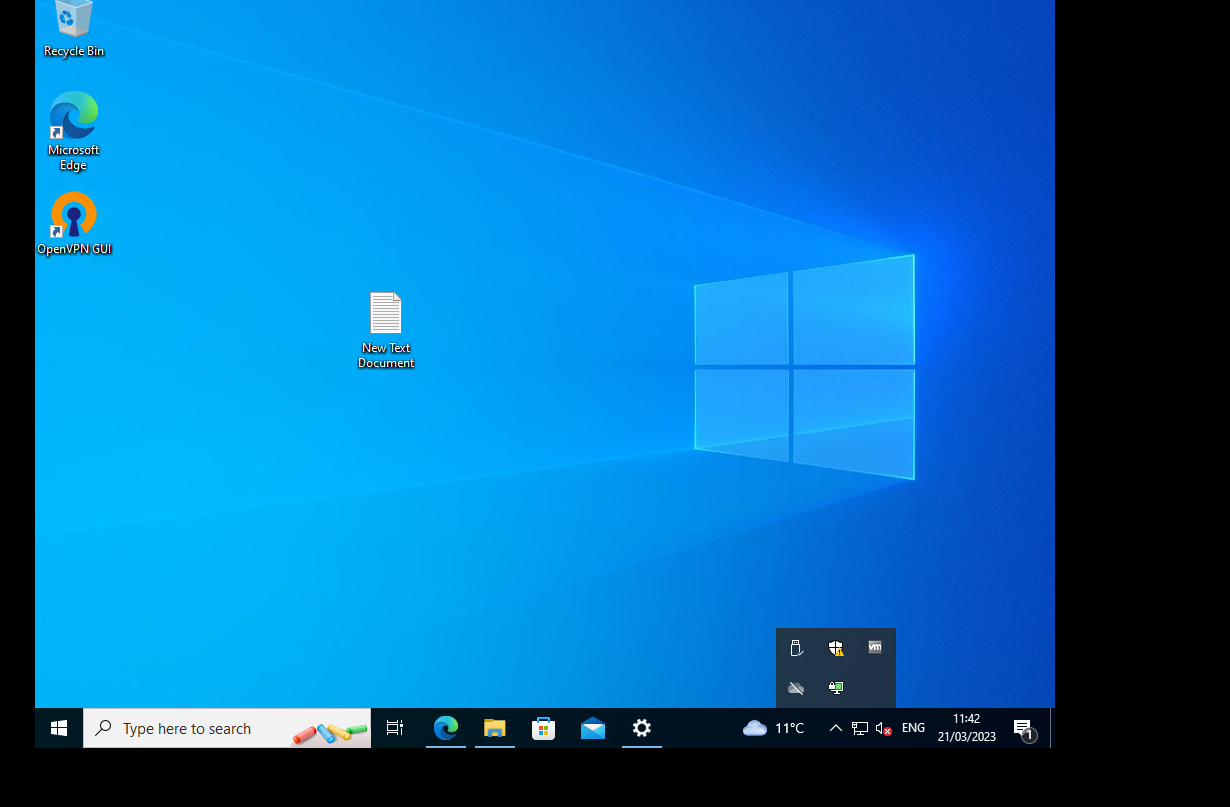 Recycle Bin
Microsoft
Edge
OpenVPN GUI
New Text
Document
vm
Type here to search
11°C
ENG
11:42
21/03/2023
1